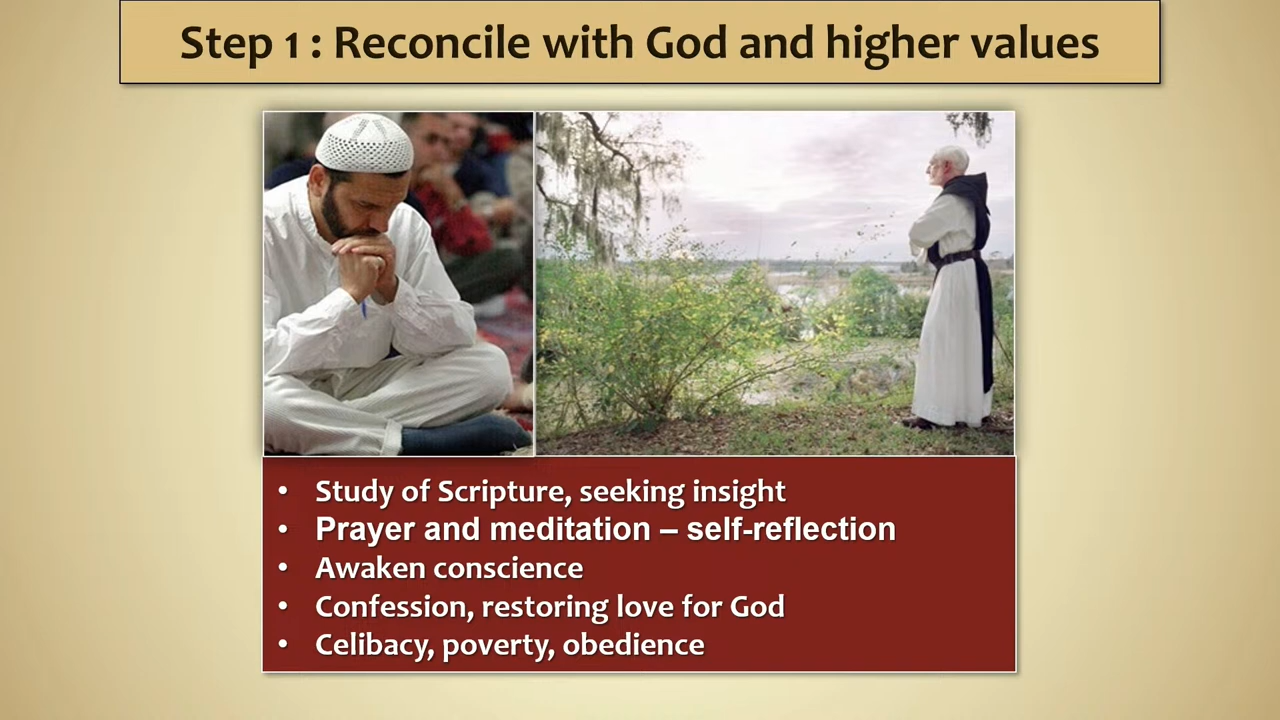 Step 1 : Reconcile with God and higher values
• Study of Scripture, seeking insight
• Prayer and meditation – self-reflection
• Awaken conscience
• Confession, restoring love for God
• Celibacy, poverty, obedience